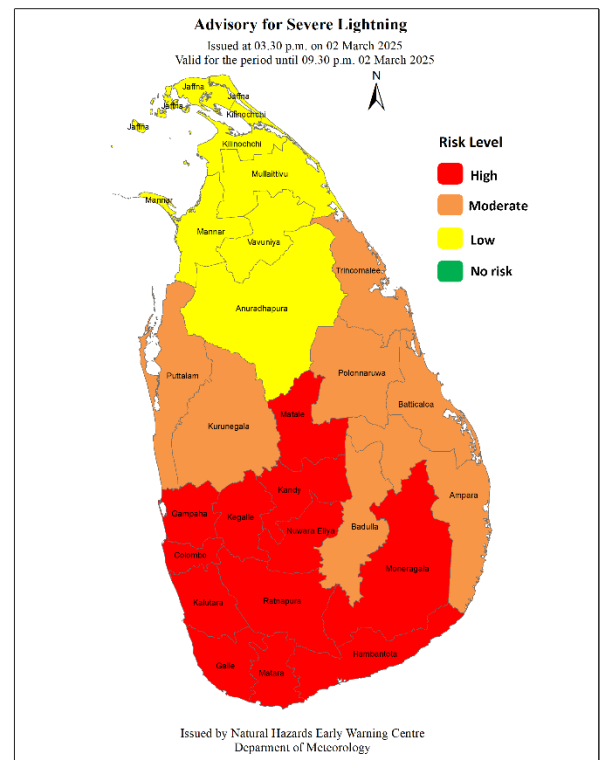 Advisory for Severe Lightning
Issued at 03.30 p.m. on 02 March 2025
Valid for the period until 09.30 p.m. 02 March 2025
N
Jaffna
Jaffna
Jaffna
Jaffna
Kilinochchi
Kilinochchi
Mullaittivu
Mannar
Mannar
Vavuniya
Trincomalee
Anuradhapura
Puttalam
Polonnaruwa
Batticaloa
Matale
Kurunegala
Kandy
Ampara
Gampaha
Kegalle
Nuwara Eliya
Badulla
Colombo
Moneragala
Kalutara
Ratnapura
Hambantota
Galle
Matara
Risk Level
High
Moderate
Low
No risk
Issued by Natural Hazards Early Warning Centre
Deparment of Meteorology